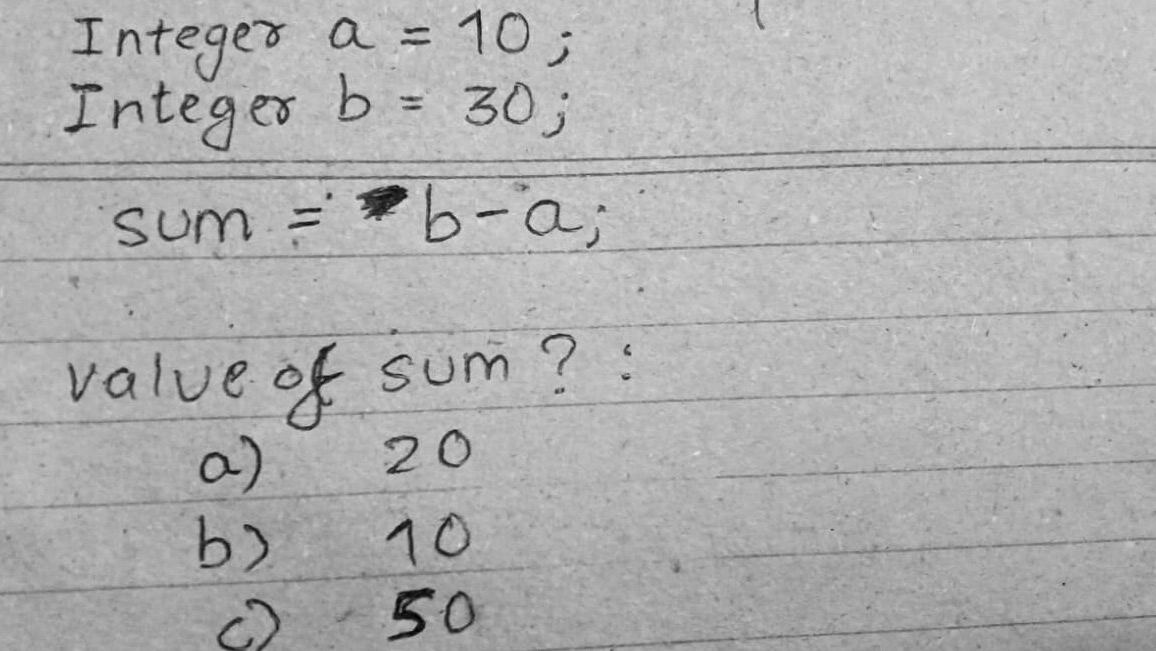 Integer a = 10;
Integer b = 30;
sum = b-a;
value of sum ? :
a) 20
b) 10
c) 50